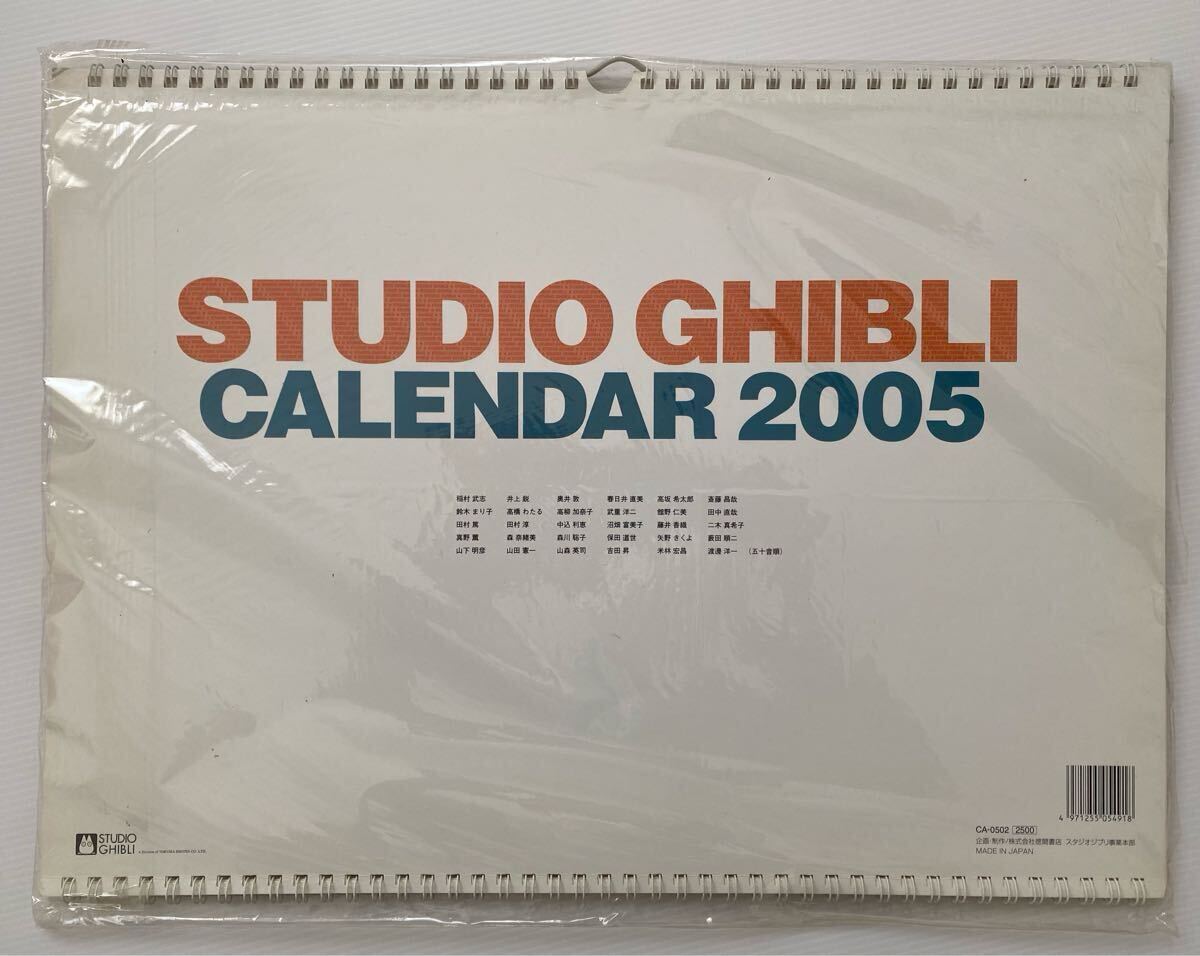 STUDIO GHIBLI
CALENDAR 2005
稲村 武志 井上 鋭 奥井 敦 春日井 直美 高坂 希太郎 斎藤 昌哉
鈴木 まり子 高橋 わたる 高柳 加奈子 武重 洋二 舘野 仁美 田中 直哉
田村 篤 田村 淳 中込 利恵 沼畑 富美子 藤井 香織 二木 真希子
真野 薫 森 奈緒美 森川 聡子 保田 道世 矢野 きくよ 藪田 順二
山下 明彦 山田 憲一 山森 英司 吉田 昇 米林 宏昌 渡邊 洋一 (五十音順)
4 971255 054918
CA-0502 2500
企画・制作/株式会社徳間書店 スタジオジブリ事業本部
MADE IN JAPAN
STUDIO
GHIBLI
a Division of TOKUMA SHOTEN CO.,LTD.